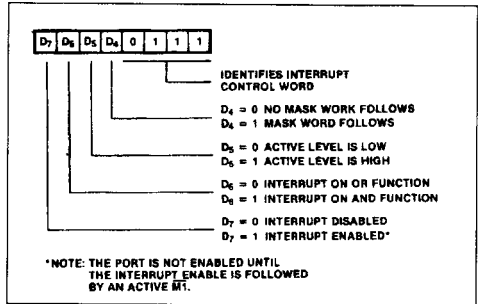 D7 D6 D5 D4 0 1 1 1
IDENTIFIES INTERRUPT
CONTROL WORD
D4 = 0 NO MASK WORK FOLLOWS
D4 = 1 MASK WORD FOLLOWS
D5 = 0 ACTIVE LEVEL IS LOW
D5 = 1 ACTIVE LEVEL IS HIGH
D6 = 0 INTERRUPT ON OR FUNCTION
D6 = 1 INTERRUPT ON AND FUNCTION
D7 = 0 INTERRUPT DISABLED
D7 = 1 INTERRUPT ENABLED*
*NOTE: THE PORT IS NOT ENABLED UNTIL
THE INTERRUPT ENABLE IS FOLLOWED
BY AN ACTIVE M1.